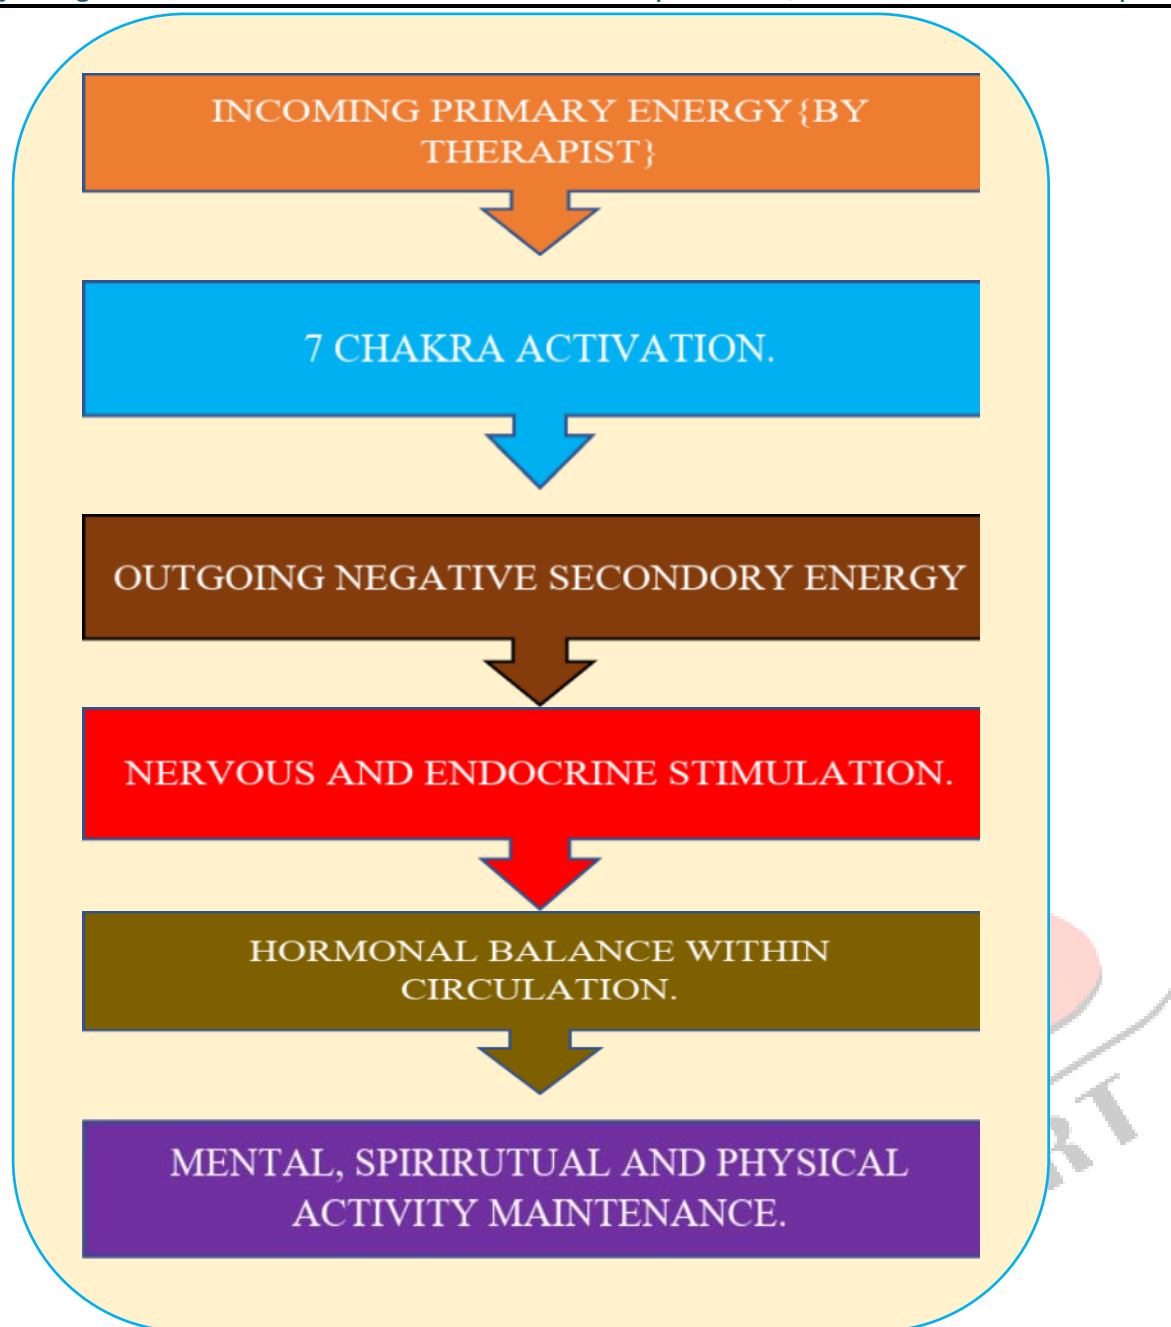 INCOMING PRIMARY ENERGY {BY
THERAPIST}
7 CHAKRA ACTIVATION.
OUTGOING NEGATIVE SECONDORY ENERGY
NERVOUS AND ENDOCRINE STIMULATION.
HORMONAL BALANCE WITHIN
CIRCULATION.
MENTAL, SPIRIRUTUAL AND PHYSICAL
ACTIVITY MAINTENANCE.